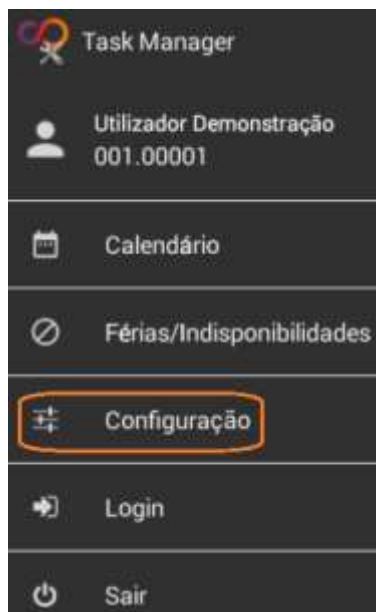 Task Manager
Utilizador Demonstração
001.00001
Calendário
Férias/Indisponibilidades
Configuração
Login
Sair